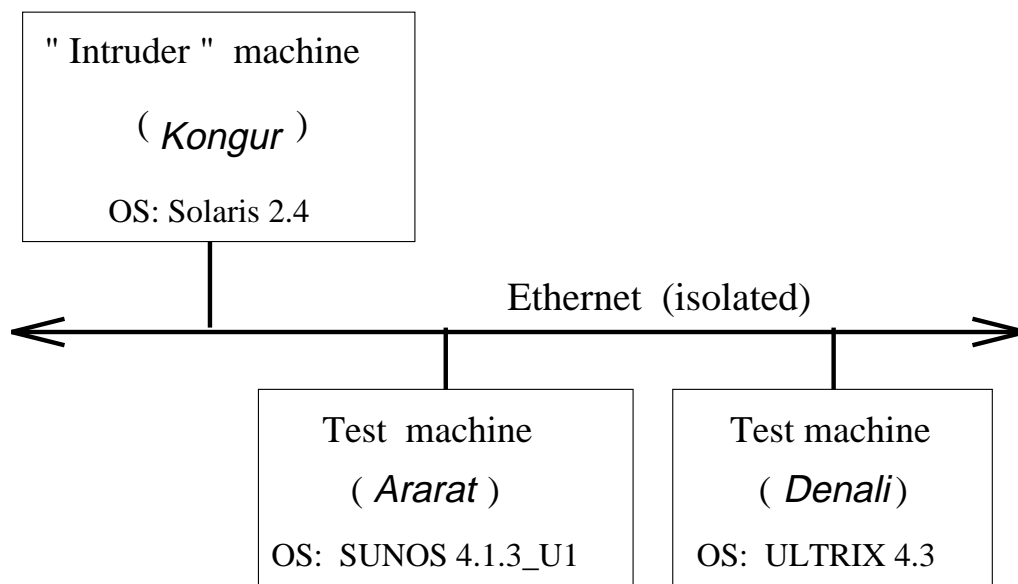 " Intruder " machine
( Kongur )
OS: Solaris 2.4
Ethernet (isolated)
Test machine
( Ararat )
OS: SUNOS 4.1.3_U1
Test machine
( Denali)
OS: ULTRIX 4.3